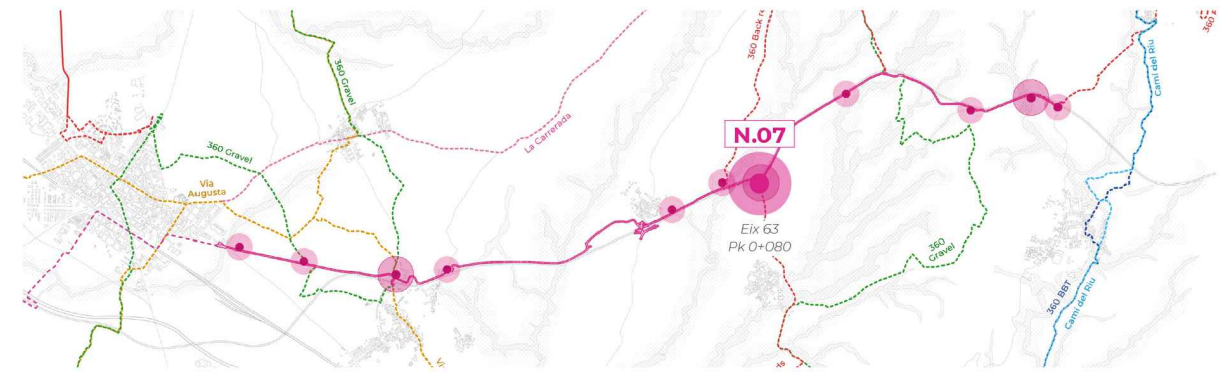 360 Gravel
360 Gravel
Via
Augusta
La Carrerada
360 Back
N.07
Eix 63
Pk 0+080
360
Gravel
Camí del Riu
360 BBT
Camí del Riu
360